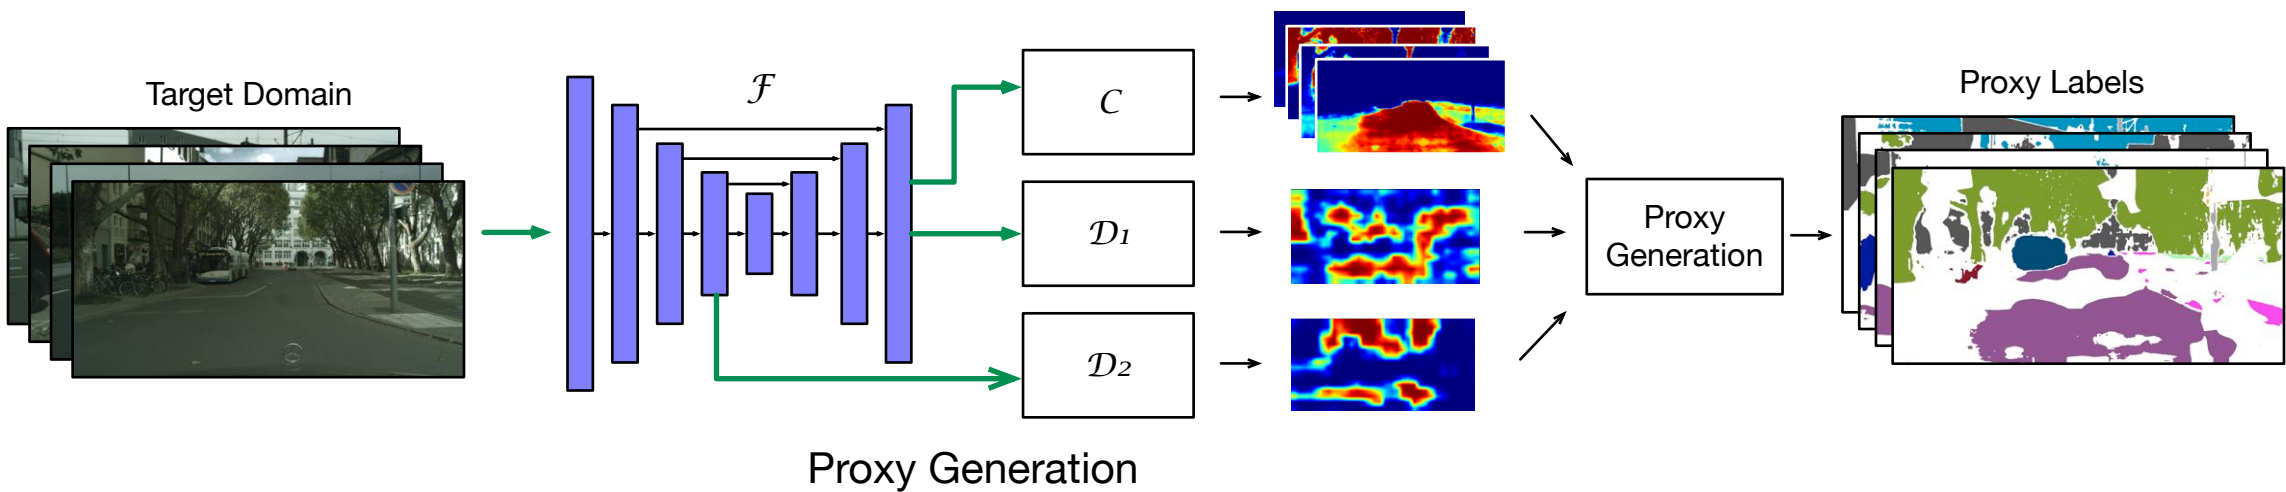 Target Domain
ℱ
C
𝒟1
𝒟2
Proxy
Generation
Proxy Labels
Proxy Generation